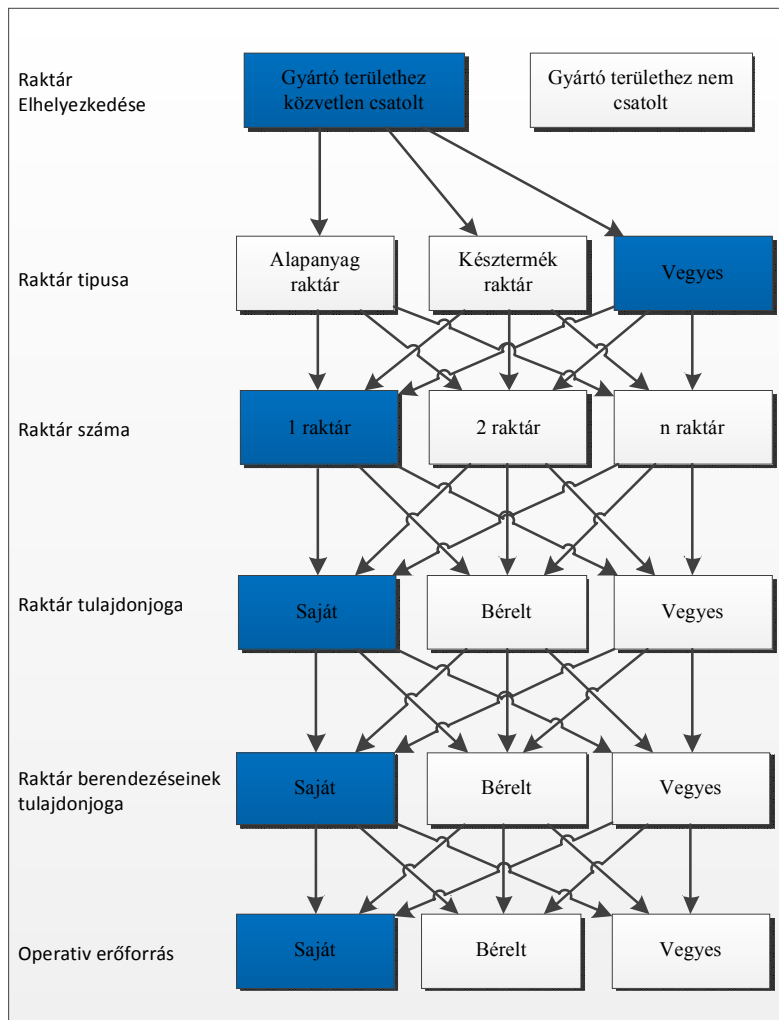 Raktár
Elhelyezkedése
Gyártó területhez
közvetlen csatolt
Gyártó területhez nem
csatolt
Raktár tipusa
Alapanyag
raktár
Késztermék
raktár
Vegyes
Raktár száma
1 raktár
2 raktár
n raktár
Raktár tulajdonjoga
Saját
Bérelt
Vegyes
Raktár berendezéseinek
tulajdonjoga
Saját
Bérelt
Vegyes
Operativ erőforrás
Saját
Bérelt
Vegyes